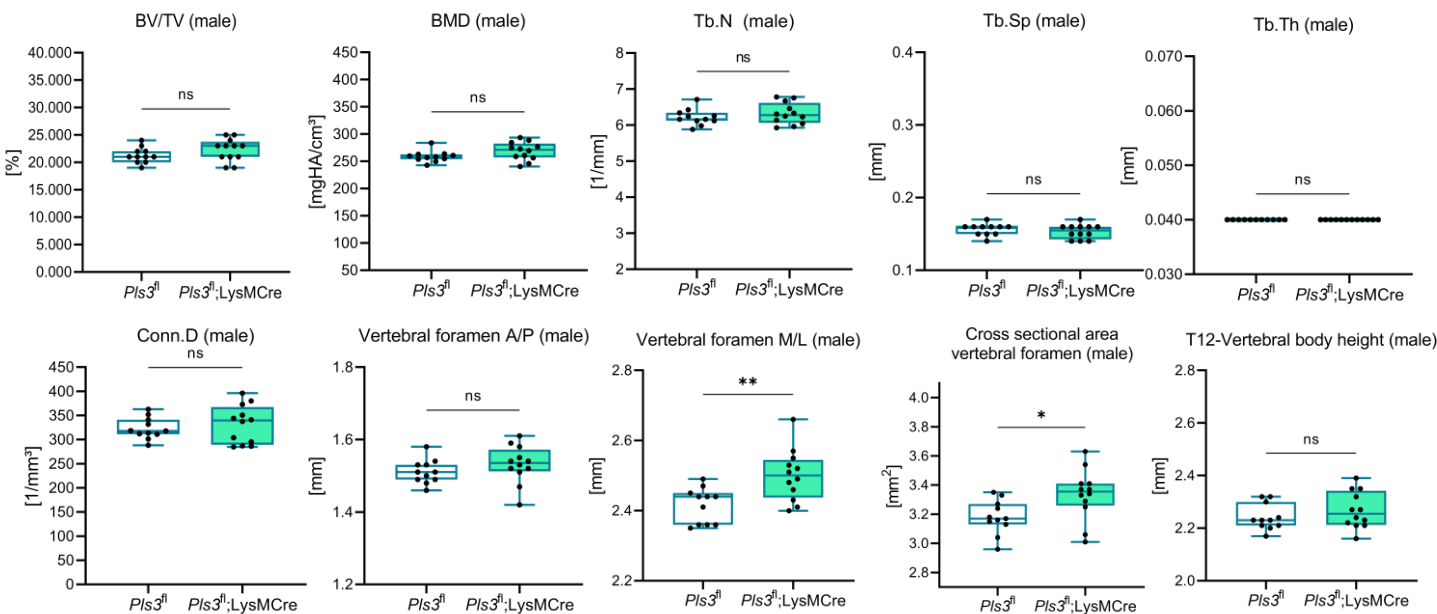 BV/TV (male)
40.000
35.000
30.000
25.000
20.000
15.000
10.000
5.000
0.000
[%]
ns
Pls3fl
Pls3fl;LysMCre
BMD (male)
450
400
350
300
250
200
150
100
50
[mgHA/cm³]
ns
Pls3fl
Pls3fl;LysMCre
Tb.N (male)
8
7
6
5
4
3
2
[1/mm]
ns
Pls3fl
Pls3fl;LysMCre
Tb.Sp (male)
0.4
0.3
0.2
0.1
[mm]
ns
Pls3fl
Pls3fl;LysMCre
Tb.Th (male)
0.070
0.060
0.050
0.040
0.030
[mm]
ns
Pls3fl
Pls3fl;LysMCre
Conn.D (male)
450
400
350
300
250
200
150
100
50
0
[1/mm³]
ns
Pls3fl
Pls3fl;LysMCre
Vertebral foramen A/P (male)
1.8
1.6
1.4
1.2
[mm]
ns
Pls3fl
Pls3fl;LysMCre
Vertebral foramen M/L (male)
2.8
2.6
2.4
2.2
[mm]
**
Pls3fl
Pls3fl;LysMCre
Cross sectional area
vertebral foramen (male)
4.0
3.8
3.6
3.4
3.2
3.0
2.8
[mm²]
*
Pls3fl
Pls3fl;LysMCre
T12-Vertebral body height (male)
2.8
2.6
2.4
2.2
2.0
[mm]
ns
Pls3fl
Pls3fl;LysMCre